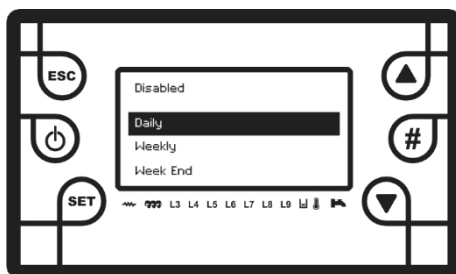 ESC
Disabled
Daily
#
Weekly
Week End
SET
L3 L4 L5 L6 L7 L8 L9